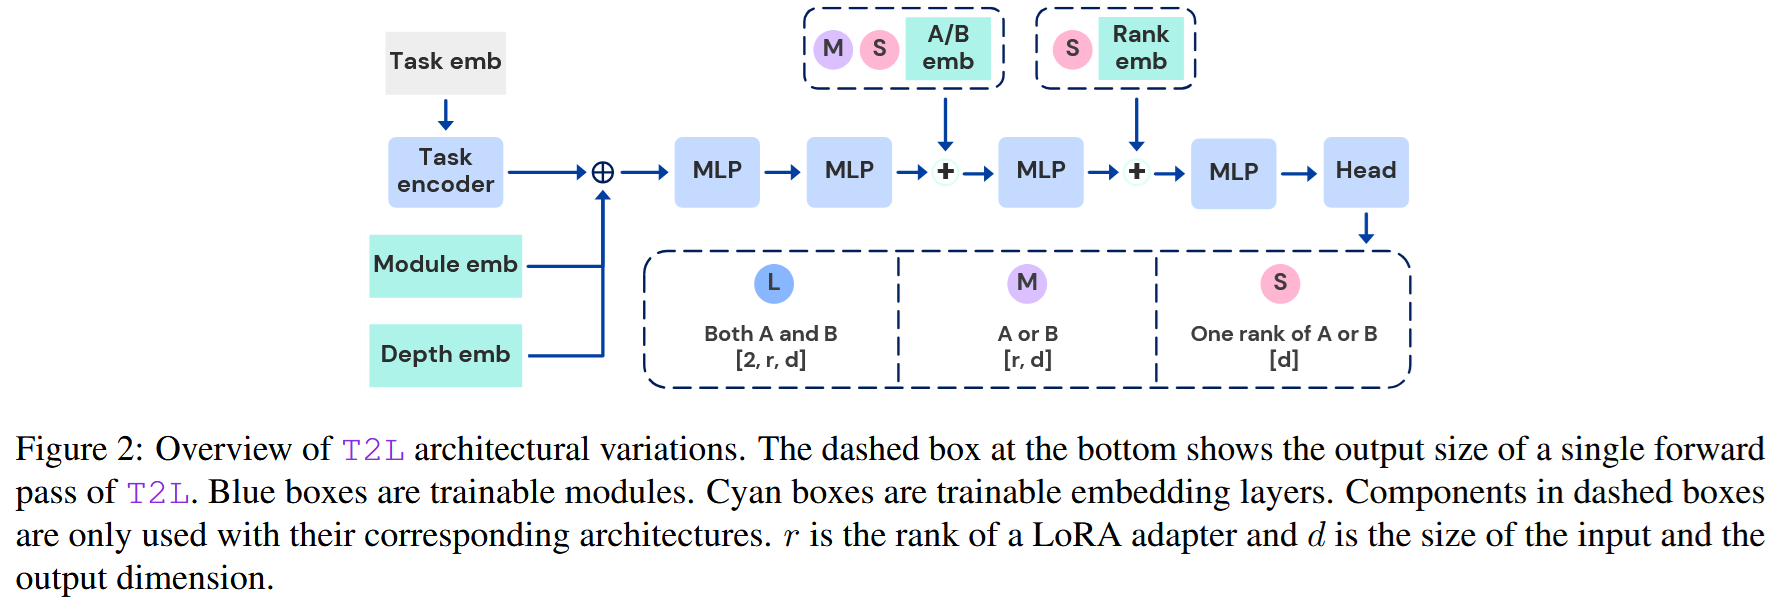 Task emb
M S A/B
emb
S Rank
emb
Task
encoder
⊕ MLP MLP + MLP + MLP Head
Module emb
Depth emb
L
Both A and B
[2, r, d]
M
A or B
[r, d]
S
One rank of A or B
[d]
Figure 2: Overview of T2L architectural variations. The dashed box at the bottom shows the output size of a single forward
pass of T2L. Blue boxes are trainable modules. Cyan boxes are trainable embedding layers. Components in dashed boxes
are only used with their corresponding architectures. r is the rank of a LoRA adapter and d is the size of the input and the
output dimension.